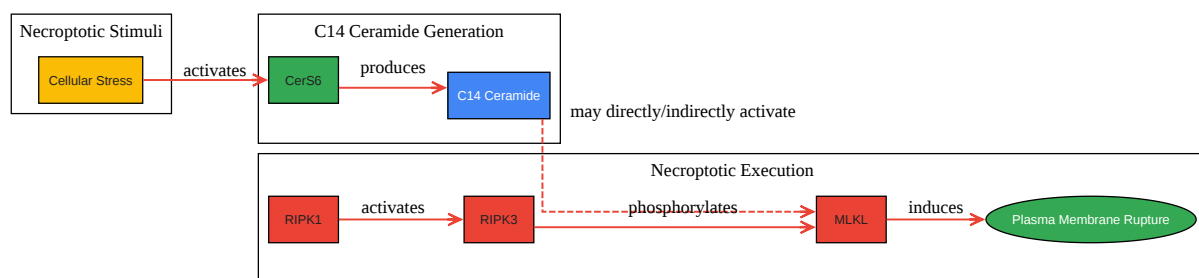 Necroptotic Stimuli
C14 Ceramide Generation
Cellular Stress
activates
CerS6
produces
C14 Ceramide
may directly/indirectly activate
Necroptotic Execution
RIPK1
activates
RIPK3
phosphorylates
MLKL
induces
Plasma Membrane Rupture